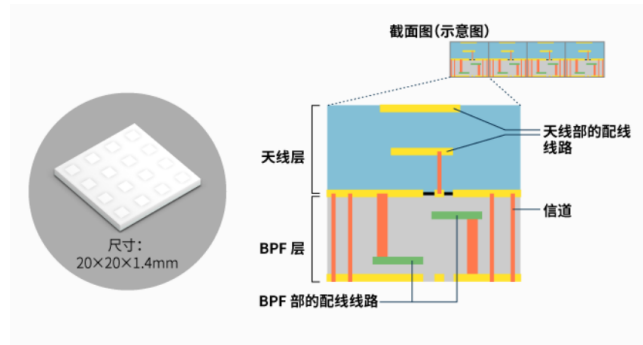 截面图(示意图)
天线部的配线
线路
天线层
信道
BPF 层
尺寸：
20×20×1.4mm
BPF 部的配线线路